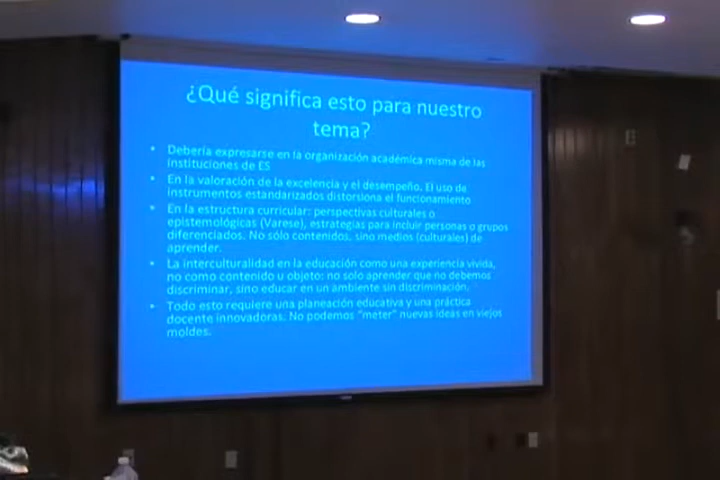 ¿Qué significa esto para nuestro
tema?
• Debería expresarse en la organización académica misma de las
instituciones de ES
• En la valoración de la excelencia y el desempeño. El uso de
instrumentos estandarizados distorsiona el funcionamiento
• En la estructura curricular: perspectivas culturales o
epistemológicas (Varese), estrategias para incluir personas o grupos
diferenciados. No sólo contenidos, sino medios (culturales) de
aprender.
• La interculturalidad en la educación como una experiencia vivida,
no como contenido u objeto: no solo aprender que no debemos
discriminar, sino educar en un ambiente sin discriminación.
• Todo esto requiere una planeación educativa y una práctica
docente innovadoras. No podemos "meter" nuevas ideas en viejos
moldes.